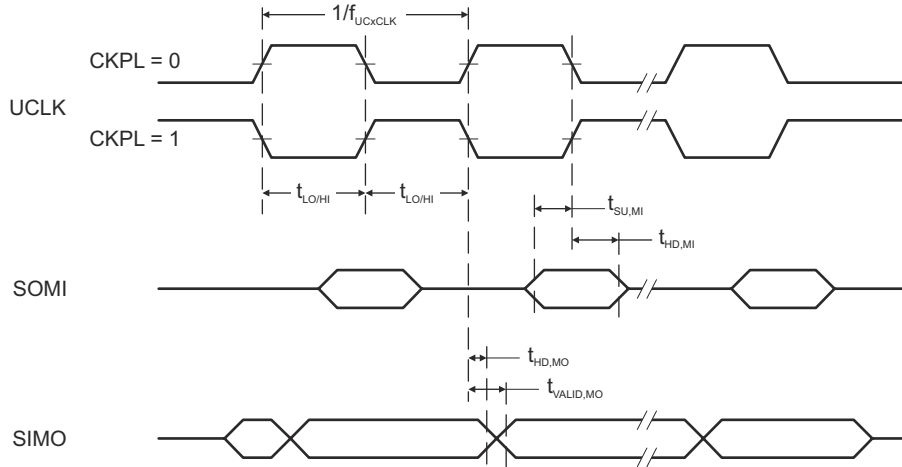 1/fUCxCLK
CKPL = 0
UCLK
CKPL = 1
tLO/HI tLO/HI
tSU,MI
tHD,MI
SOMI
tHD,MO
tVALID,MO
SIMO